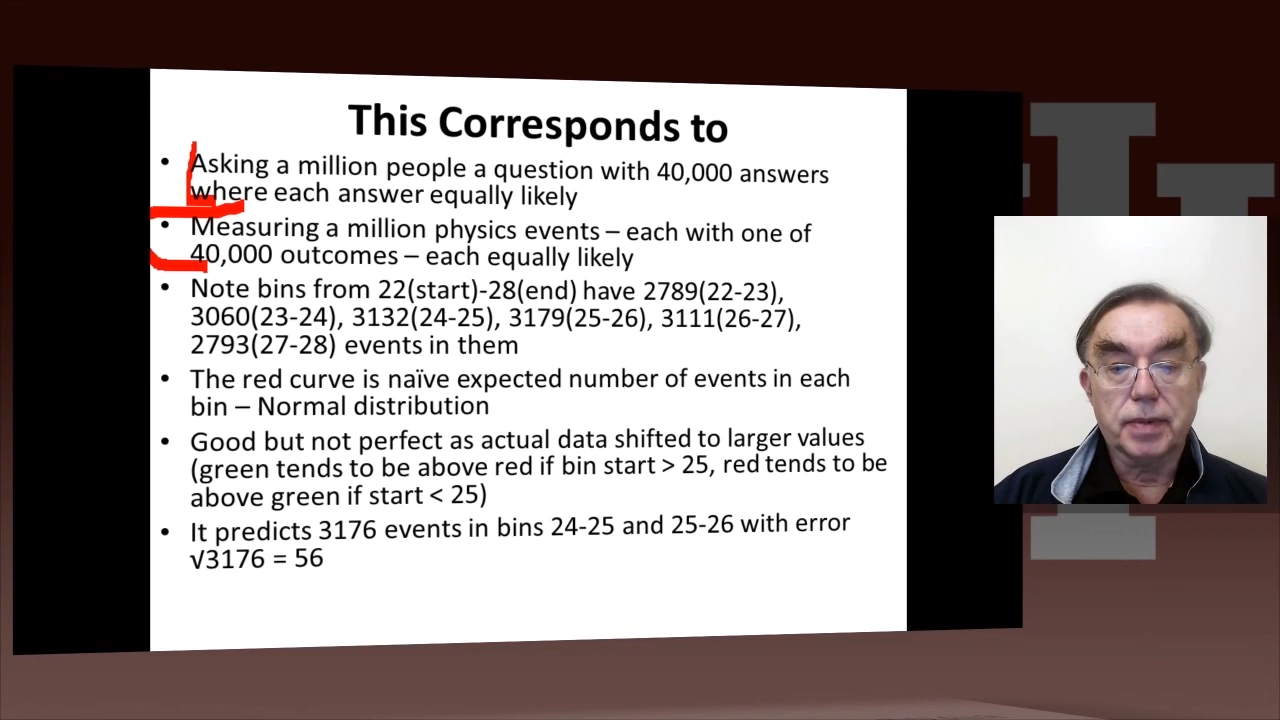 This Corresponds to
• Asking a million people a question with 40,000 answers
where each answer equally likely
• Measuring a million physics events – each with one of
40,000 outcomes – each equally likely
• Note bins from 22(start)-28(end) have 2789(22-23),
3060(23-24), 3132(24-25), 3179(25-26), 3111(26-27),
2793(27-28) events in them
• The red curve is naïve expected number of events in each
bin – Normal distribution
• Good but not perfect as actual data shifted to larger values
(green tends to be above red if bin start > 25, red tends to be
above green if start < 25)
• It predicts 3176 events in bins 24-25 and 25-26 with error
√3176 = 56